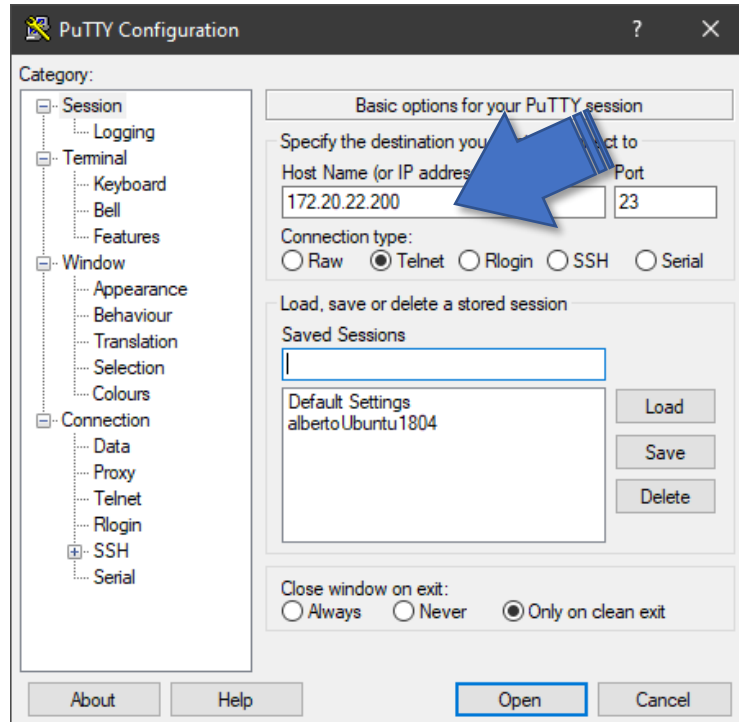 PuTTY Configuration ? ×
Category:
Session
Logging
Terminal
Keyboard
Bell
Features
Window
Appearance
Behaviour
Translation
Selection
Colours
Connection
Data
Proxy
Telnet
Rlogin
SSH
Serial
Basic options for your PuTTY session
Specify the destination you to
Host Name (or IP Port
172.20.22.200 23
Connection type:
Raw Telnet Rlogin SSH Serial
Load, save or delete a stored session
Saved Sessions
Default Settings
albertoUbuntu1804
Load
Save
Delete
Close window on exit:
Always Never Only on clean exit
About Help Open Cancel